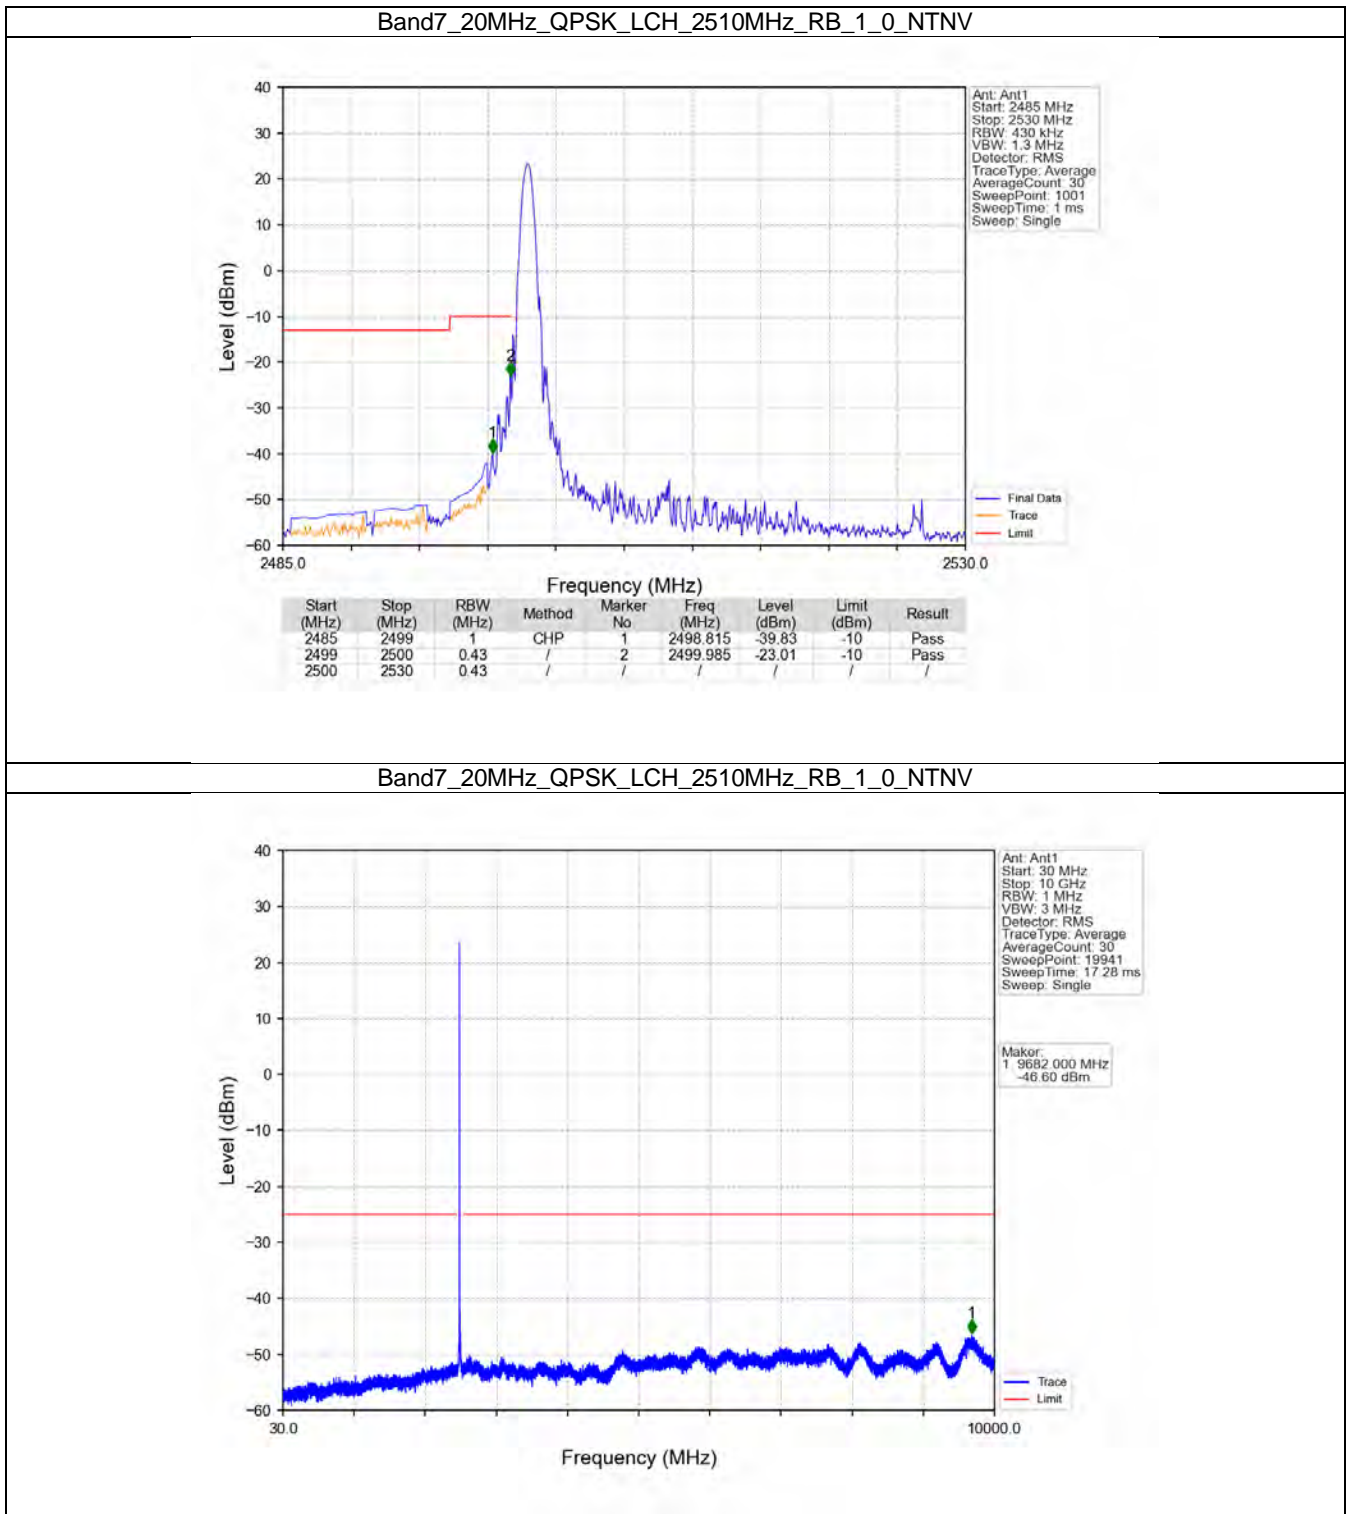 Band7_20MHz_QPSK_LCH_2510MHz_RB_1_0_NTNV
Ant: Ant1
Start: 2485 MHz
Stop: 2530 MHz
RBW: 430 kHz
VBW: 1.3 MHz
Detector: RMS
TraceType: Average
AverageCount: 30
SweepPoint: 1001
SweepTime: 1 ms
Sweep: Single
40
30
20
10
0
−10
−20
−30
−40
−50
−60
Level (dBm)
1
2
Final Data
Trace
Limit
2485.0 2530.0
Frequency (MHz)
Start (MHz) Stop (MHz) RBW (MHz) Method Marker No Freq (MHz) Level (dBm) Limit (dBm) Result
2485 2499 1 CHP 1 2498.815 -39.83 -10 Pass
2499 2500 0.43 / 2 2499.985 -23.01 -10 Pass
2500 2530 0.43 / / / / / /
Band7_20MHz_QPSK_LCH_2510MHz_RB_1_0_NTNV
Ant: Ant1
Start: 30 MHz
Stop: 10 GHz
RBW: 1 MHz
VBW: 3 MHz
Detector: RMS
TraceType: Average
AverageCount: 30
SweepPoint: 19941
SweepTime: 17.28 ms
Sweep: Single
Maker:
1 9682.000 MHz
-46.60 dBm
40
30
20
10
0
−10
−20
−30
−40
−50
−60
Level (dBm)
1
Trace
Limit
30.0 10000.0
Frequency (MHz)